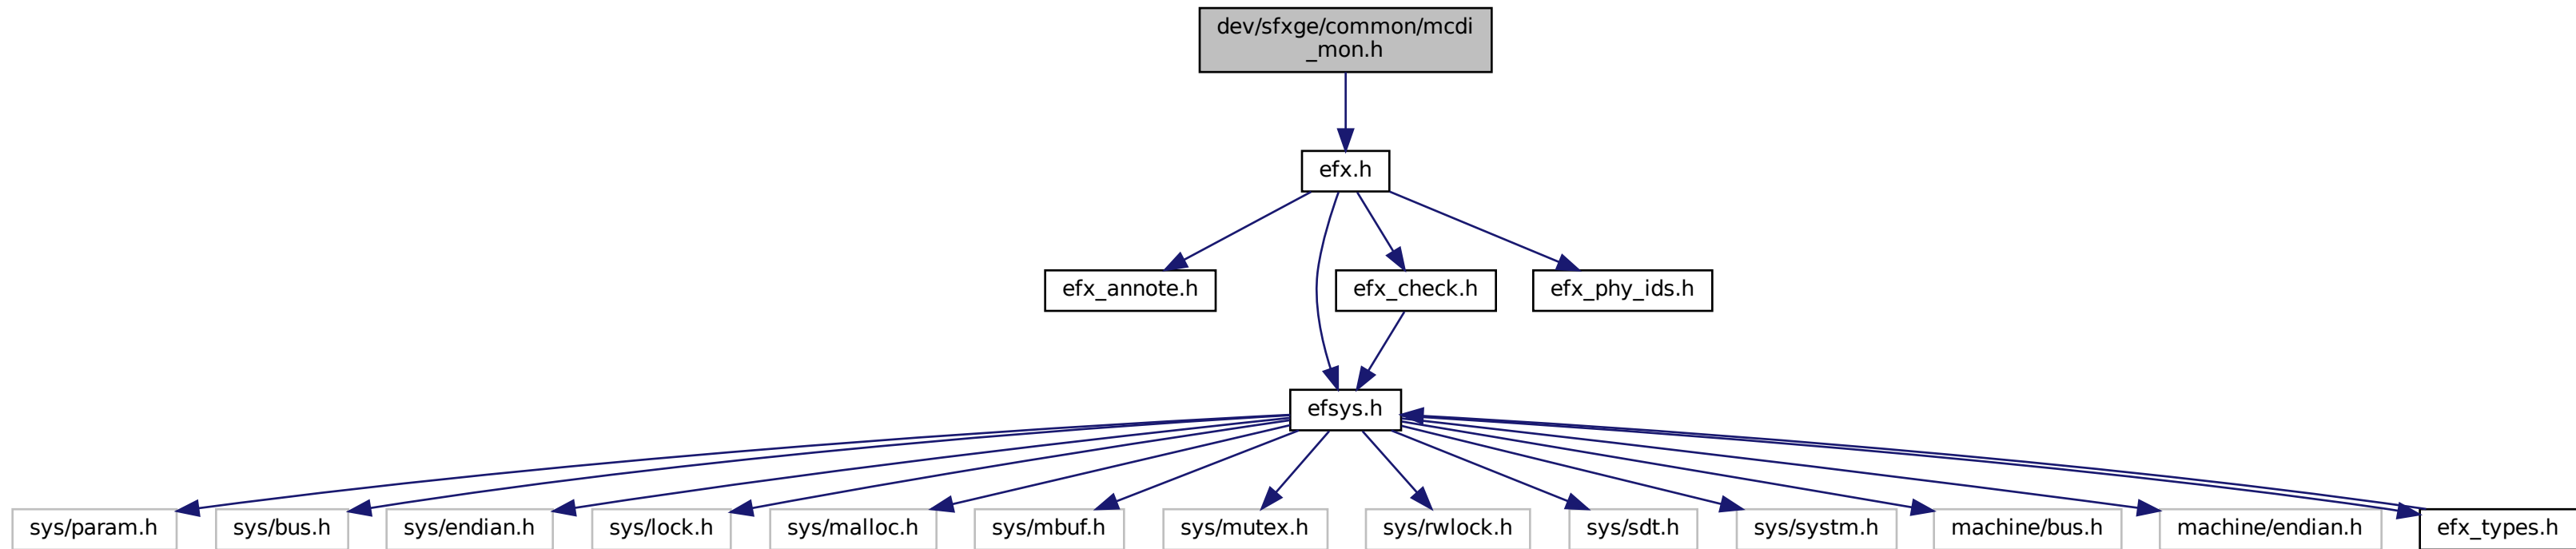 dev/sfxge/common/mcdi
_mon.h
efx.h
efx_annote.h
efx_check.h
efx_phy_ids.h
efsys.h
sys/param.h
sys/bus.h
sys/endian.h
sys/lock.h
sys/malloc.h
sys/mbuf.h
sys/mutex.h
sys/rwlock.h
sys/sdt.h
sys/systm.h
machine/bus.h
machine/endian.h
efx_types.h